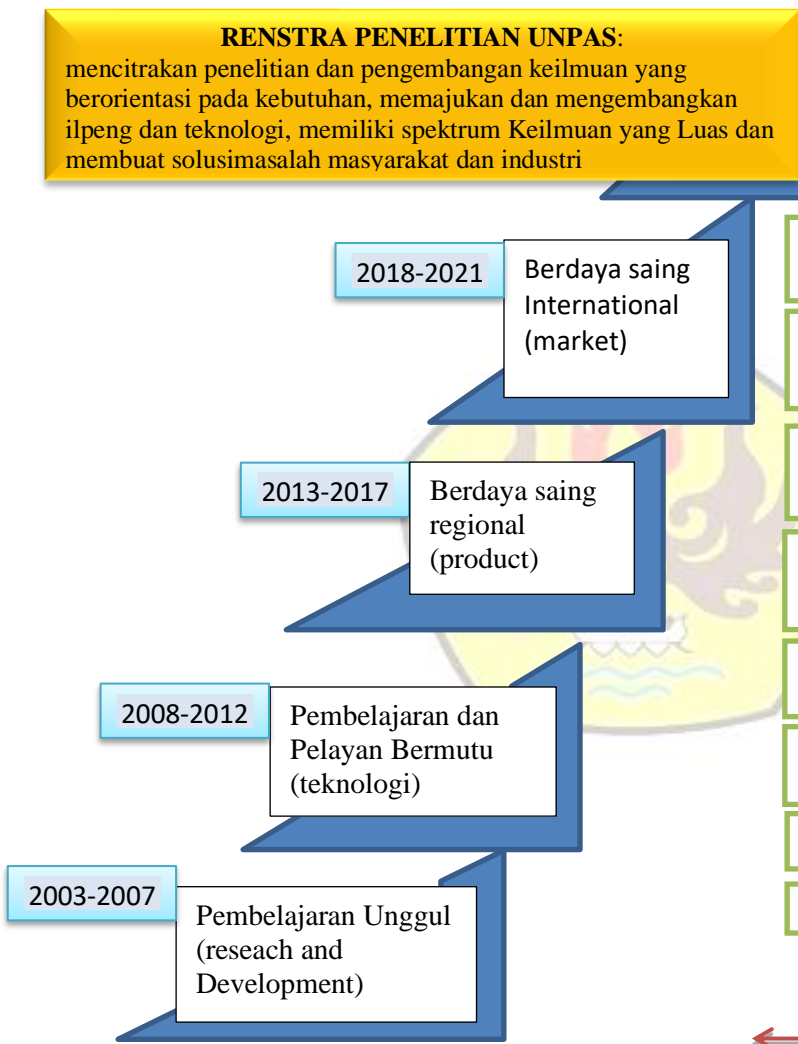 RENSTRA PENELITIAN UNPAS:
mencitrakan penelitian dan pengembangan keilmuan yang
berorientasi pada kebutuhan, memajukan dan mengembangkan
ilpeng dan teknologi, memiliki spektrum Keilmuan yang Luas dan
membuat solusimasalah masyarakat dan industri
2018-2021
Berdaya saing
International
(market)
2013-2017
Berdaya saing
regional
(product)
2008-2012
Pembelajaran dan
Pelayan Bermutu
(teknologi)
2003-2007
Pembelajaran Unggul
(reseach and
Development)